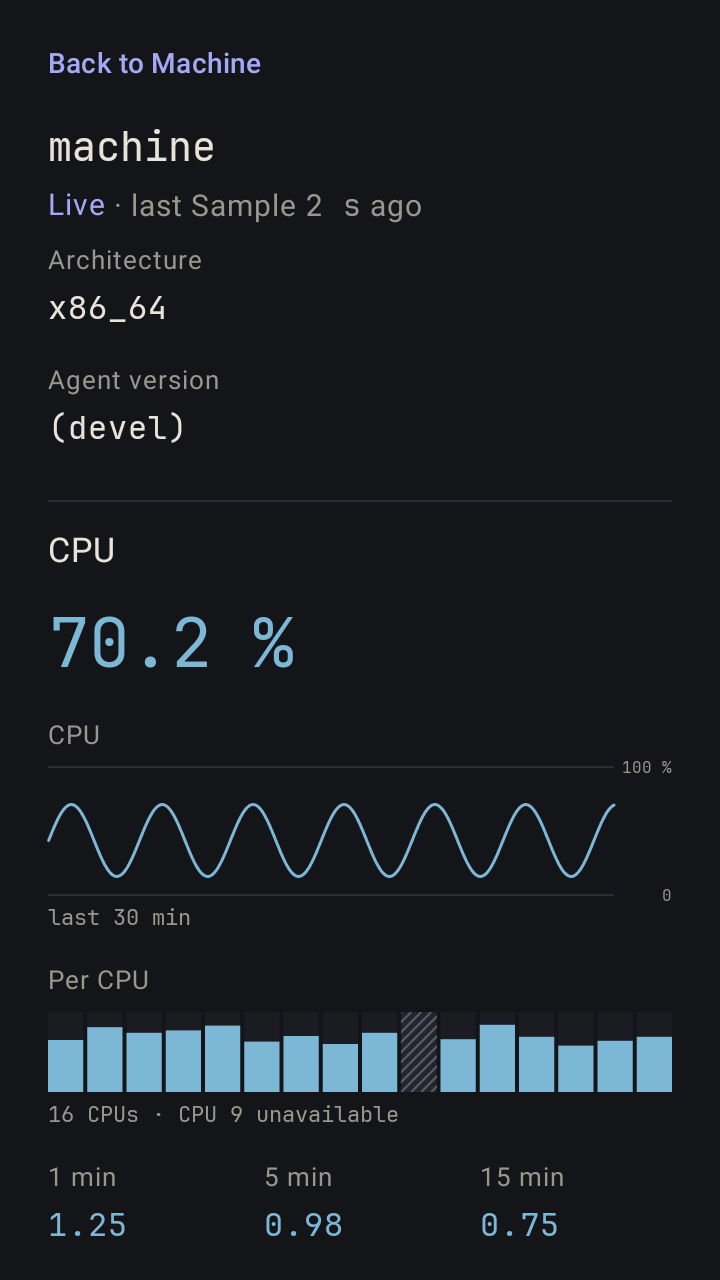 Back to Machine
machine
Live · last Sample 2 s ago
Architecture
x86_64
Agent version
(devel)
CPU
70.2 %
CPU
100 %
0
last 30 min
Per CPU
16 CPUs · CPU 9 unavailable
1 min 5 min 15 min
1.25 0.98 0.75